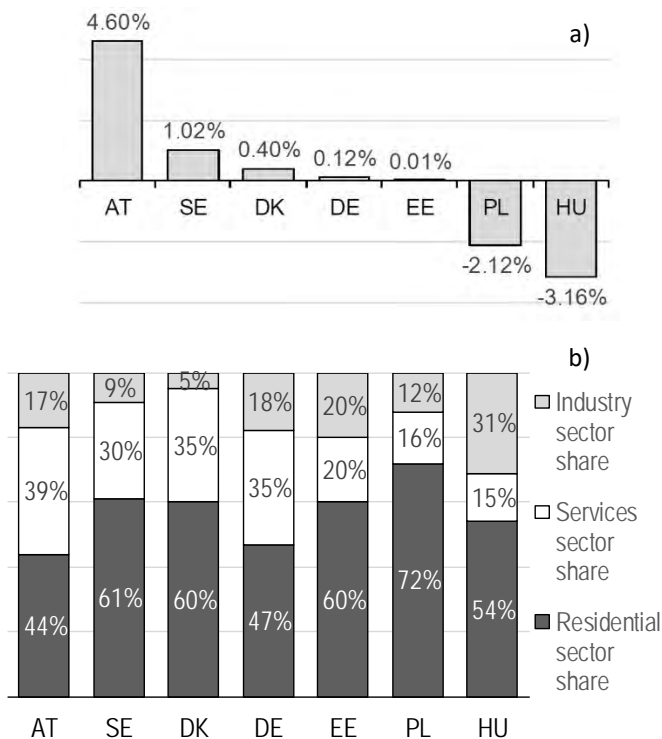 a)
4.60%
1.02%
0.40%
0.12%
0.01%
AT SE DK DE EE PL HU
-2.12%
-3.16%
b)
17% 9% 5% 18% 20% 12% 31%
39% 30% 35% 35% 20% 16% 15%
44% 61% 60% 47% 60% 72% 54%
AT SE DK DE EE PL HU
Industry
sector
share
Services
sector
share
Residential
sector
share